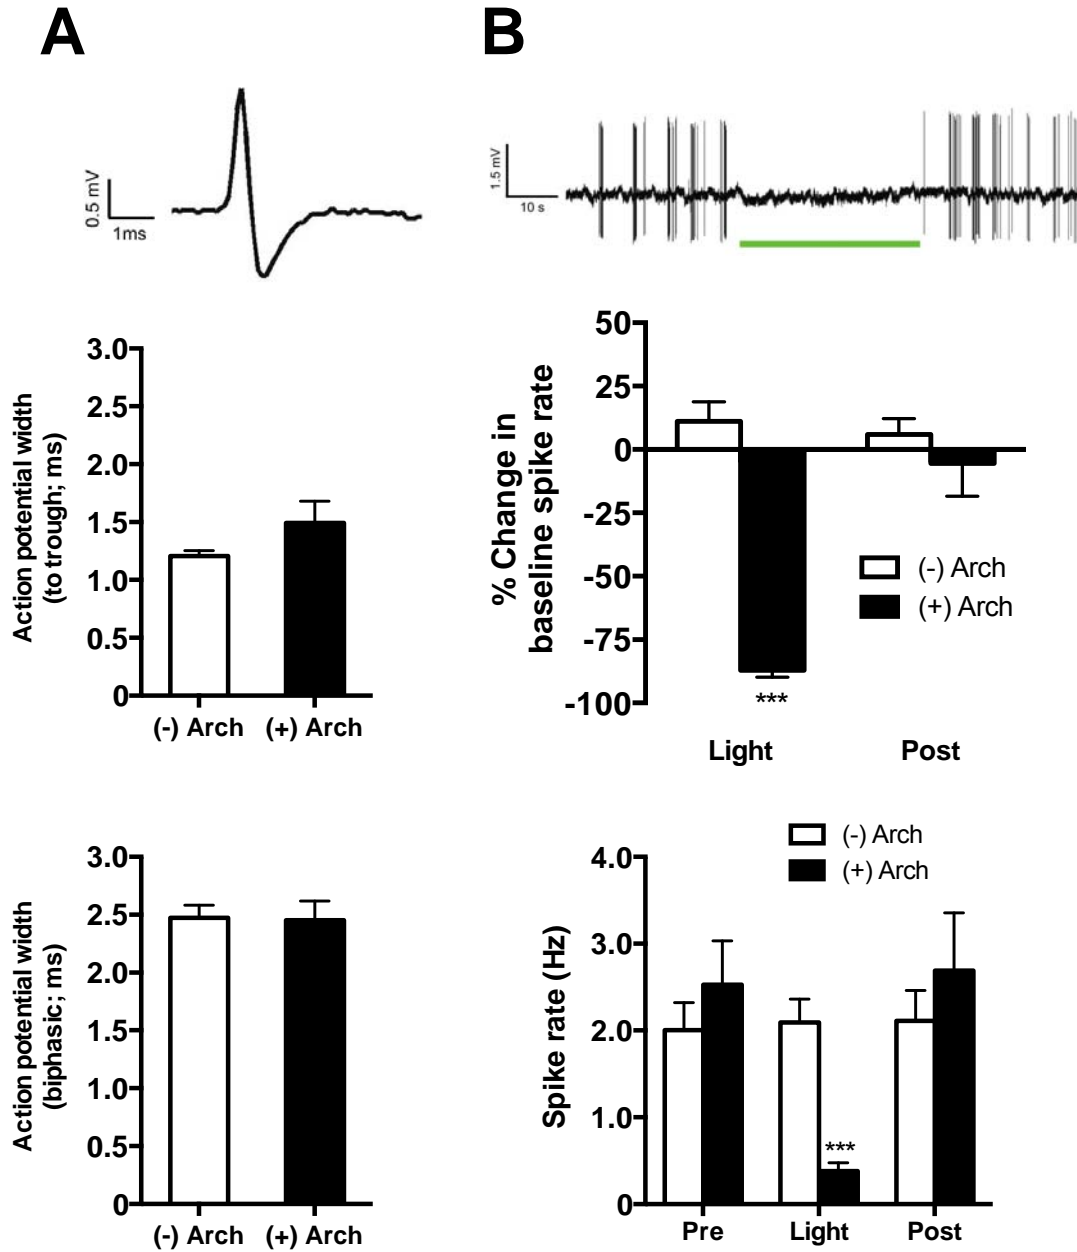 A
B
0.5 mV
1ms
1.5 mV
10 s
Action potential width
(to trough; ms)
3.0
2.5
2.0
1.5
1.0
0.5
0
(-) Arch
(+) Arch
% Change in
baseline spike rate
50
25
0
-25
-50
-75
-100
(-) Arch
(+) Arch
***
Light
Post
Action potential width
(biphasic; ms)
3.0
2.5
2.0
1.5
1.0
0.5
0
(-) Arch
(+) Arch
(-) Arch
(+) Arch
Spike rate (Hz)
4.0
3.0
2.0
1.0
0
***
Pre
Light
Post